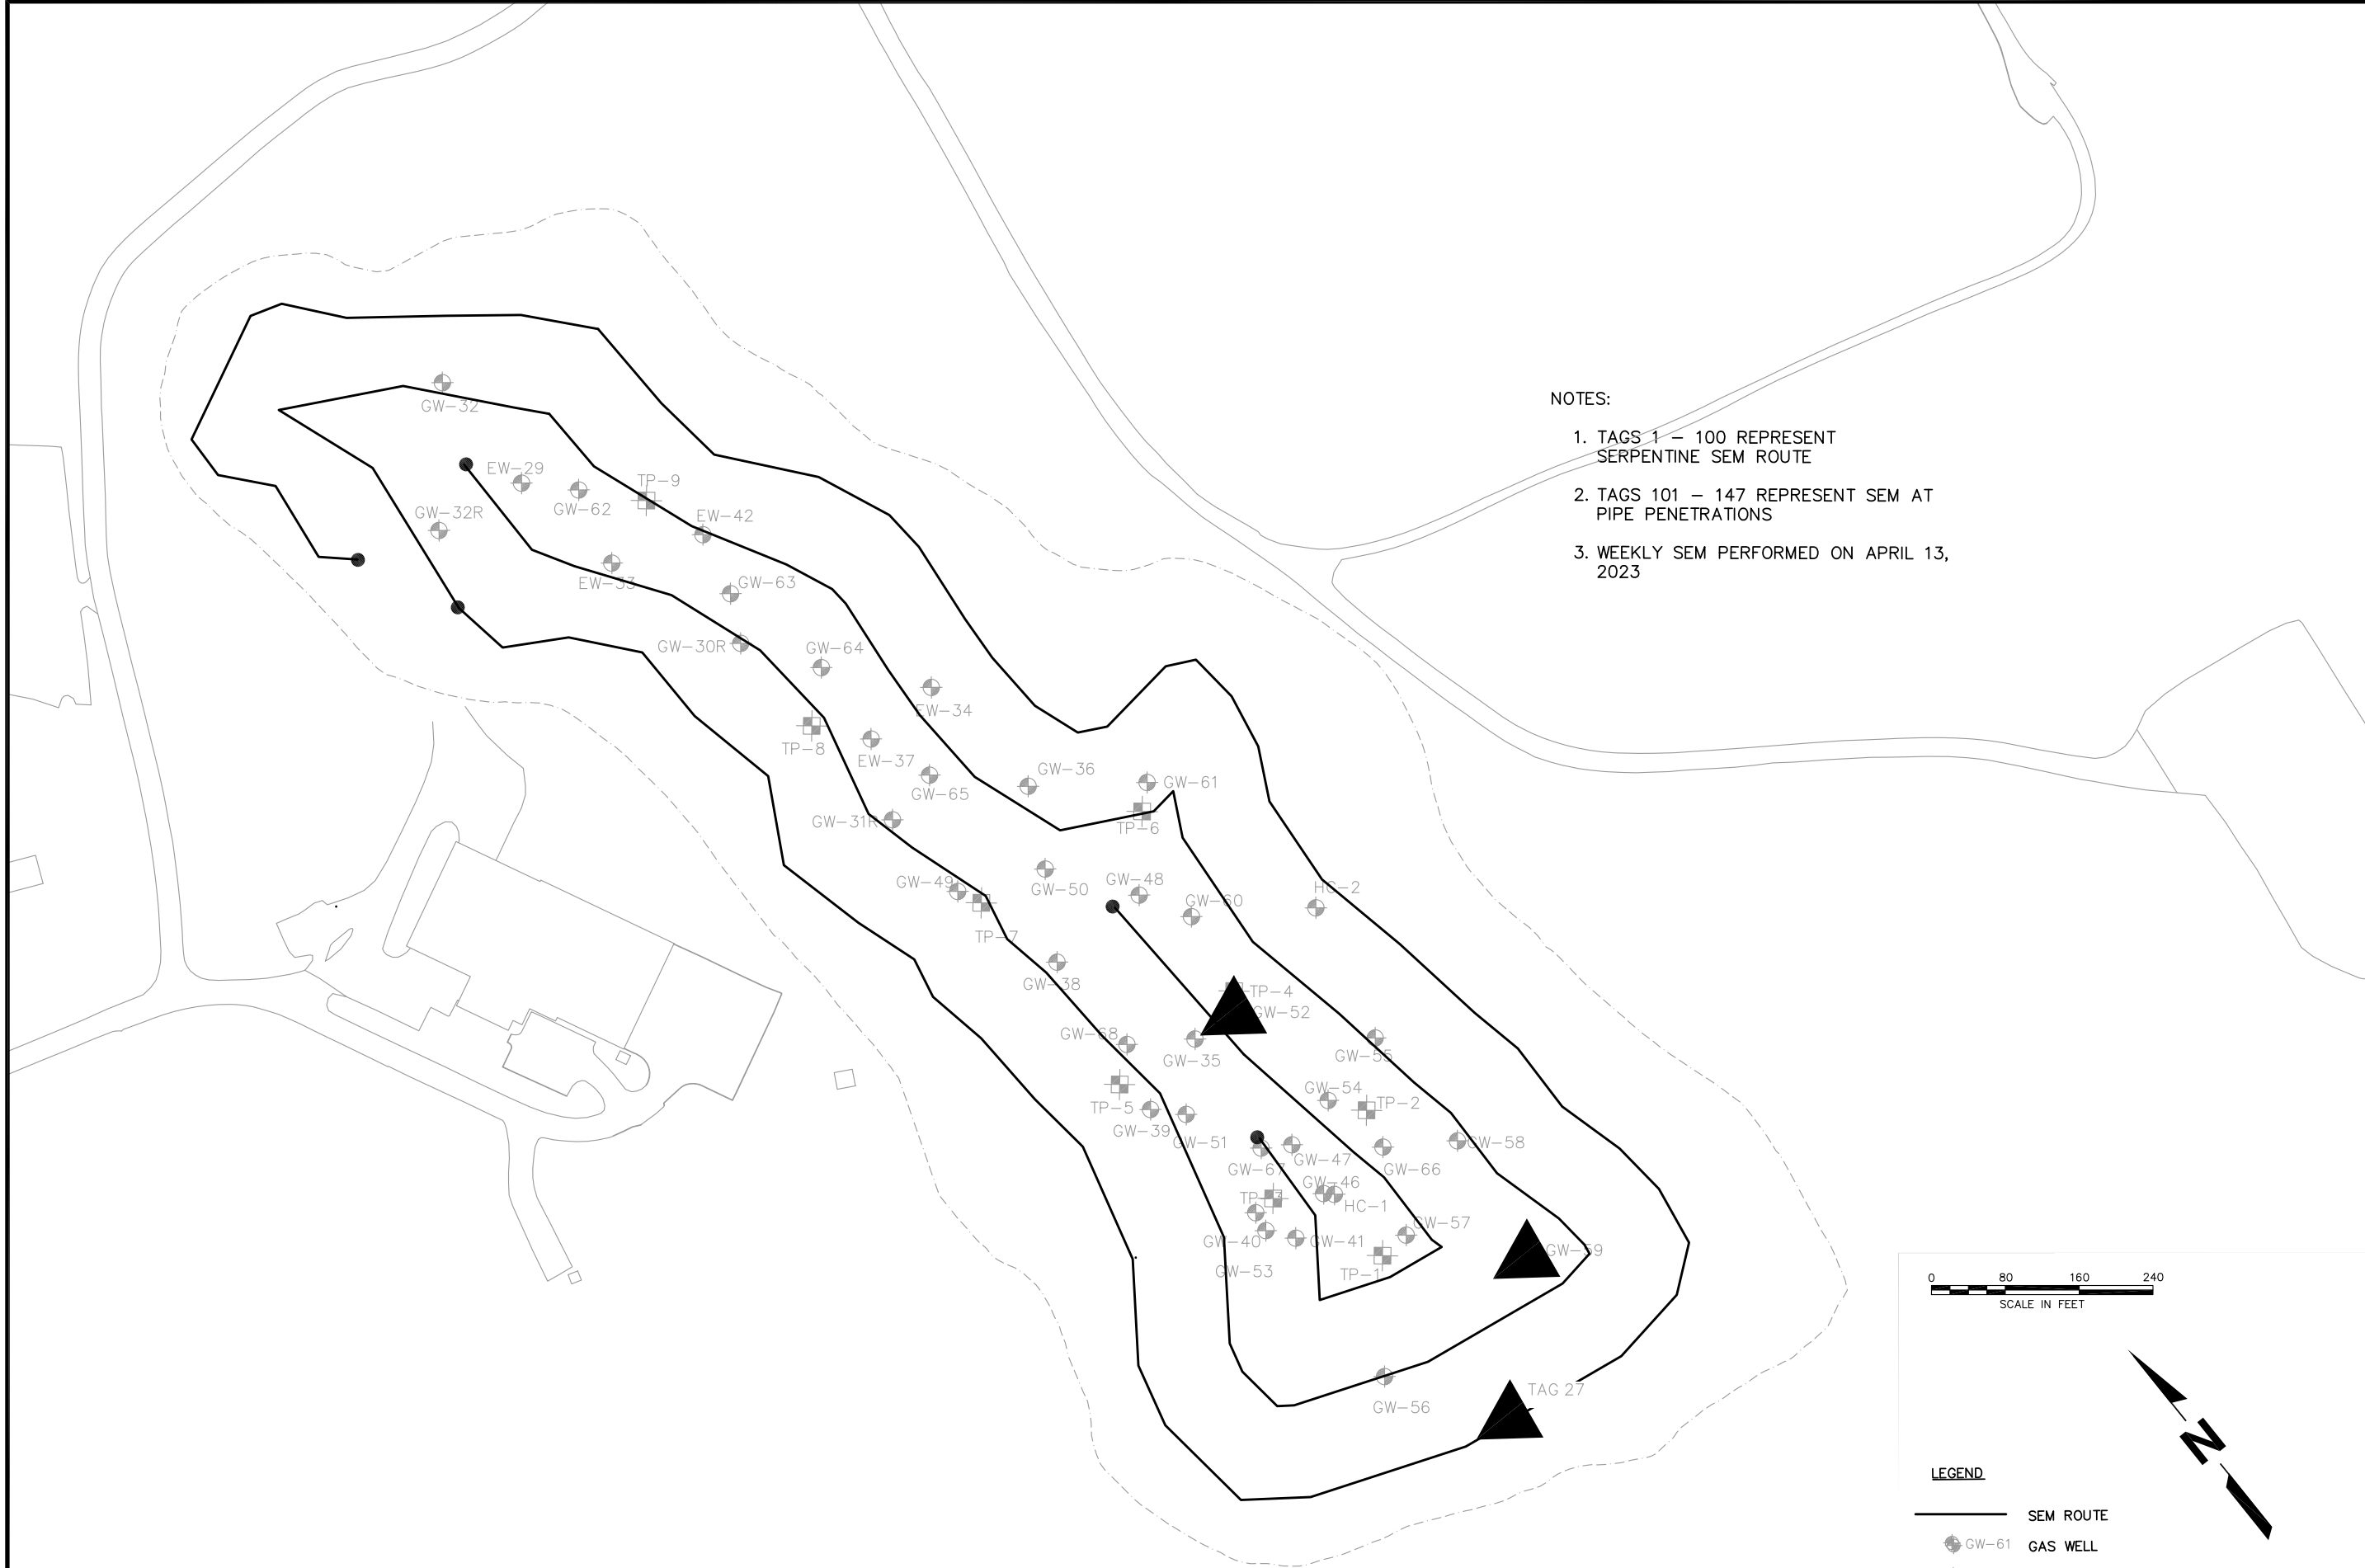 GW-32
EW-29
GW-62
TP-9
GW-32R
EW-42
EW-33
GW-63
GW-30R
GW-64
EW-34
TP-8
EW-37
GW-65
GW-36
GW-61
GW-31R
TP-6
GW-49
GW-50
GW-48
GW-60
HC-2
TP-7
GW-38
TP-4
GW-52
GW-68
GW-35
GW-55
GW-54
TP-2
TP-5
GW-39
GW-51
GW-58
GW-47
GW-67
GW-66
GW-46
TP-3
HC-1
GW-57
GW-40
GW-41
GW-53
TP-1
GW-59
GW-56
TAG 27
NOTES:
1. TAGS 1 – 100 REPRESENT
SERPENTINE SEM ROUTE
2. TAGS 101 – 147 REPRESENT SEM AT
PIPE PENETRATIONS
3. WEEKLY SEM PERFORMED ON APRIL 13,
2023
0 80 160 240
SCALE IN FEET
N
LEGEND
SEM ROUTE
GW-61 GAS WELL